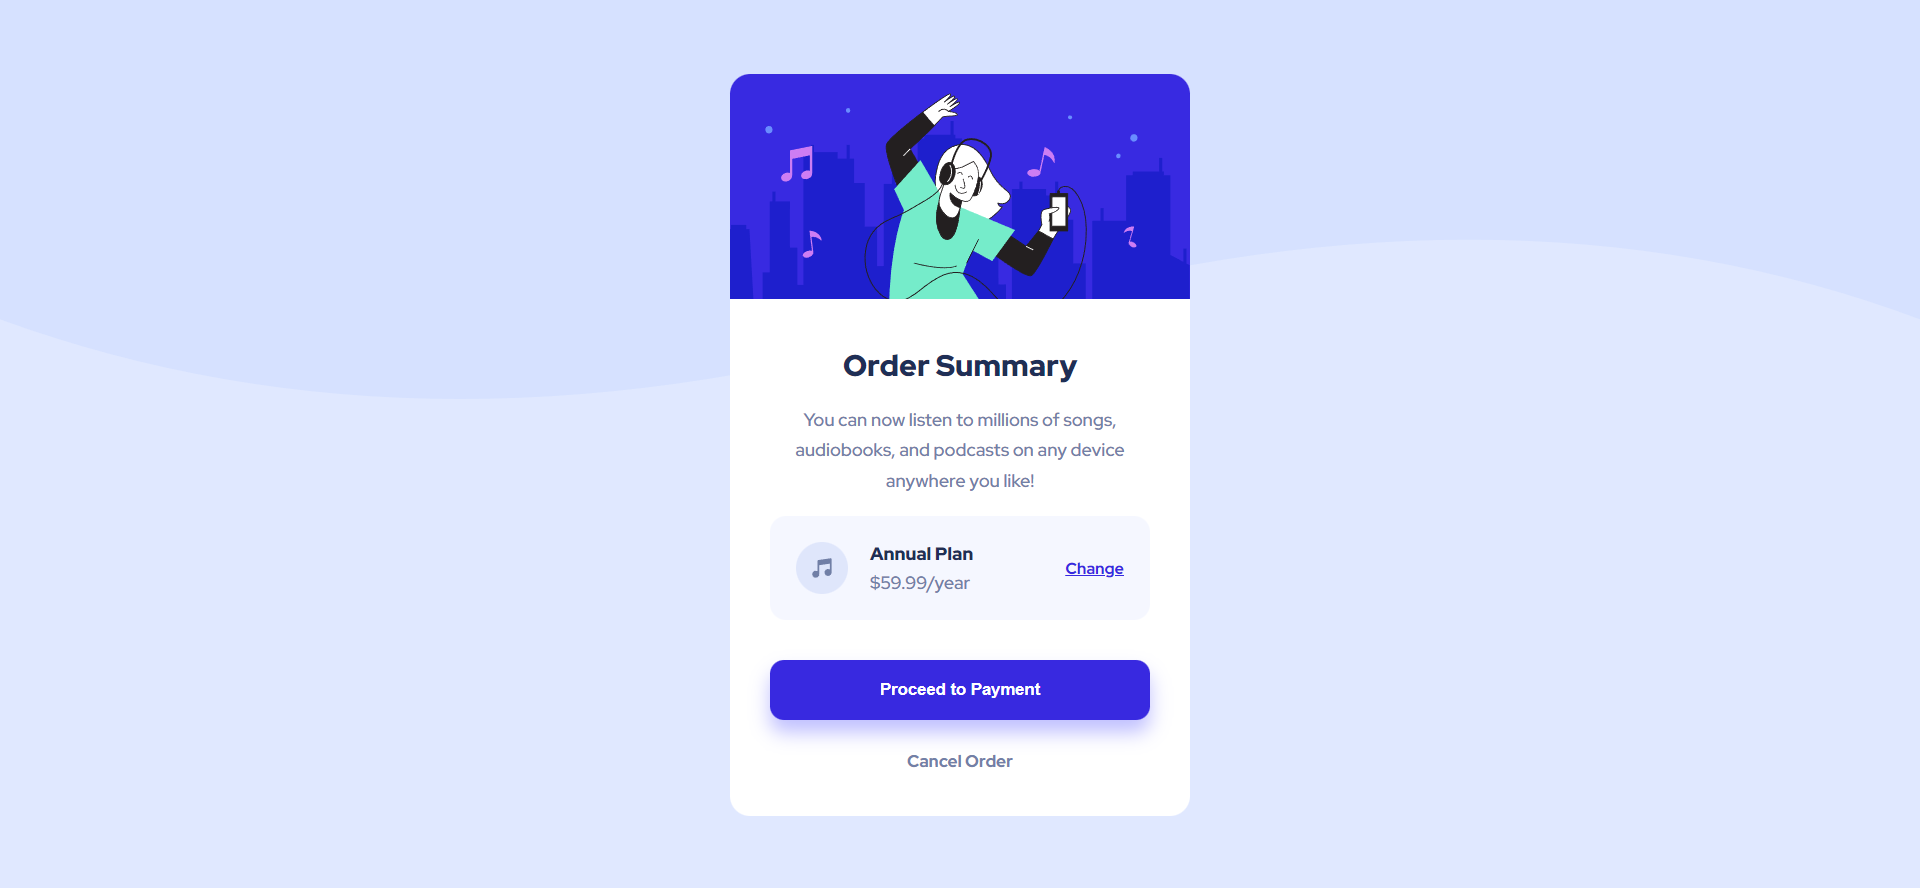 Order Summary
You can now listen to millions of songs,
audiobooks, and podcasts on any device
anywhere you like!
Annual Plan
$59.99/year
Change
Proceed to Payment
Cancel Order